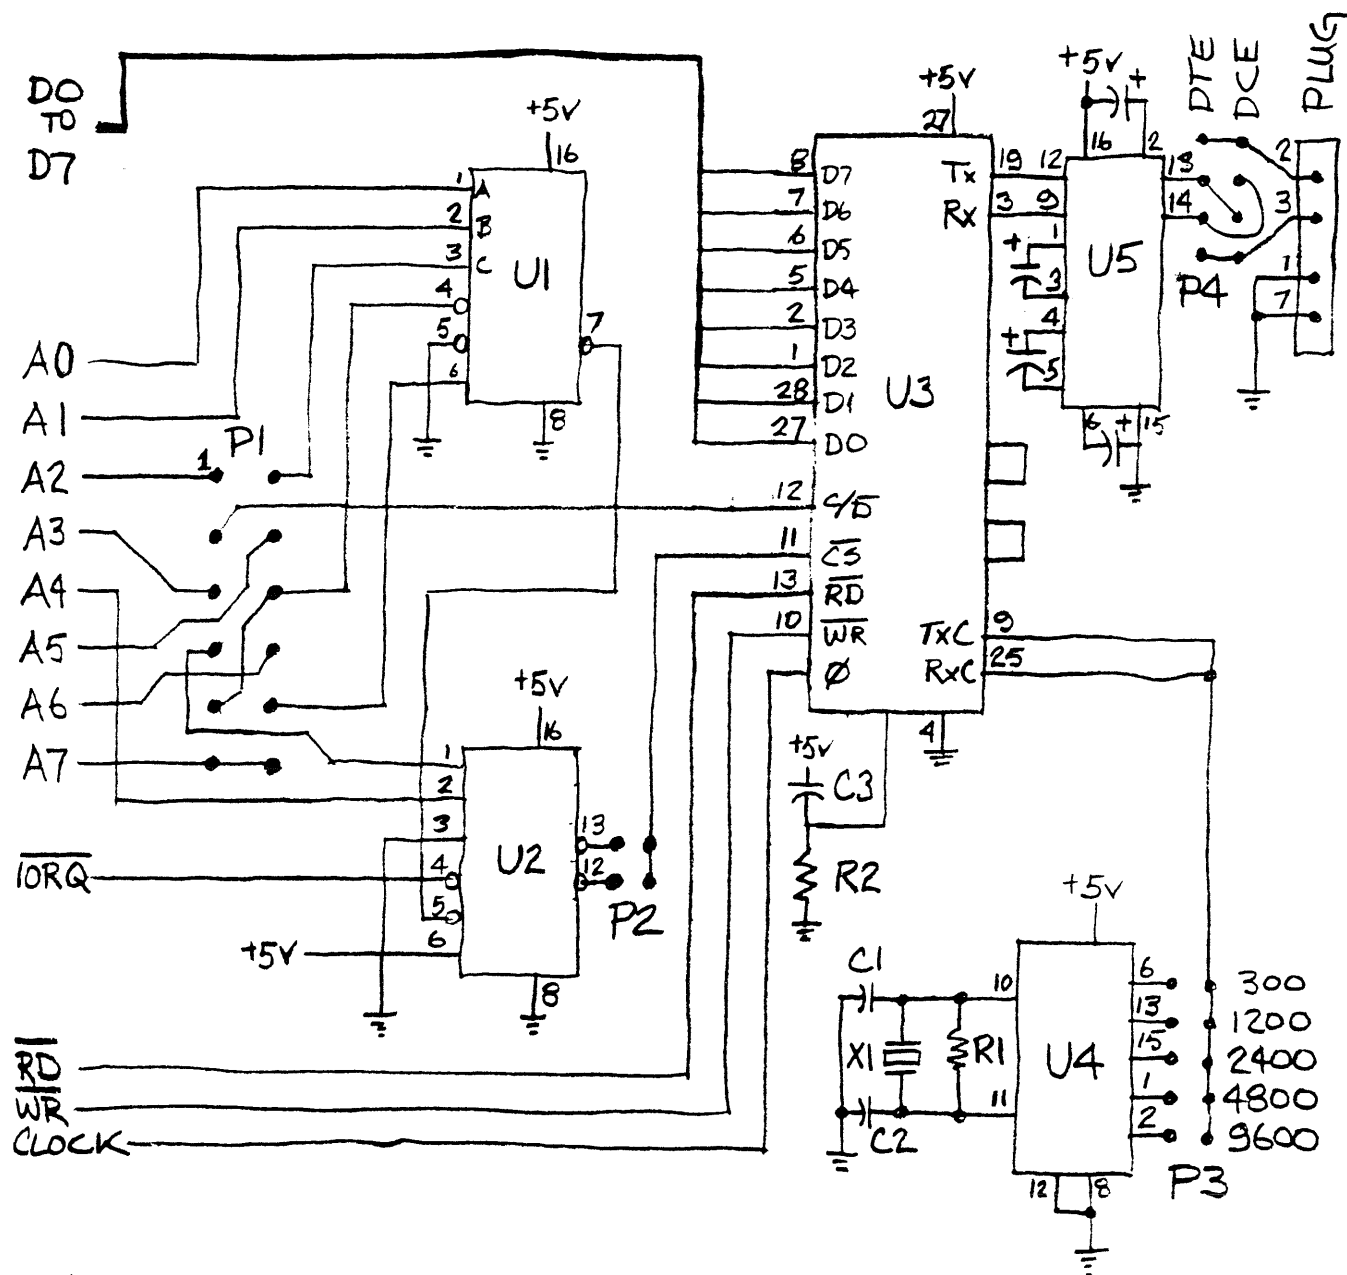 D0
TO
D7
A0
A1
A2
A3
A4
A5
A6
A7
P1
1
I̅O̅R̅Q̅
R̅D̅
W̅R̅
CLOCK
+5v
16
1 A
2 B
3 C
4
5
6
U1
7
8
+5v
16
1
2
3
4
5
6
+5v
U2
13
12
8
P2
+5v
27
8 D7
7 D6
6 D5
5 D4
2 D3
1 D2
28 D1
27 D0
12 C/D̅
11 C̅S̅
13 R̅D̅
10 W̅R̅
Ø
U3
Tx 19
Rx 3
TxC 9
RxC 25
4
+5v
C3
R2
+5v
+
16
2
12
9
1
+
3
4
+
5
U5
13
14
6
+
15
DTE
DCE
PLUG
P4
2
3
1
7
+5v
C1
X1
R1
C2
10
11
U4
6
13
15
1
2
12
8
P3
300
1200
2400
4800
9600